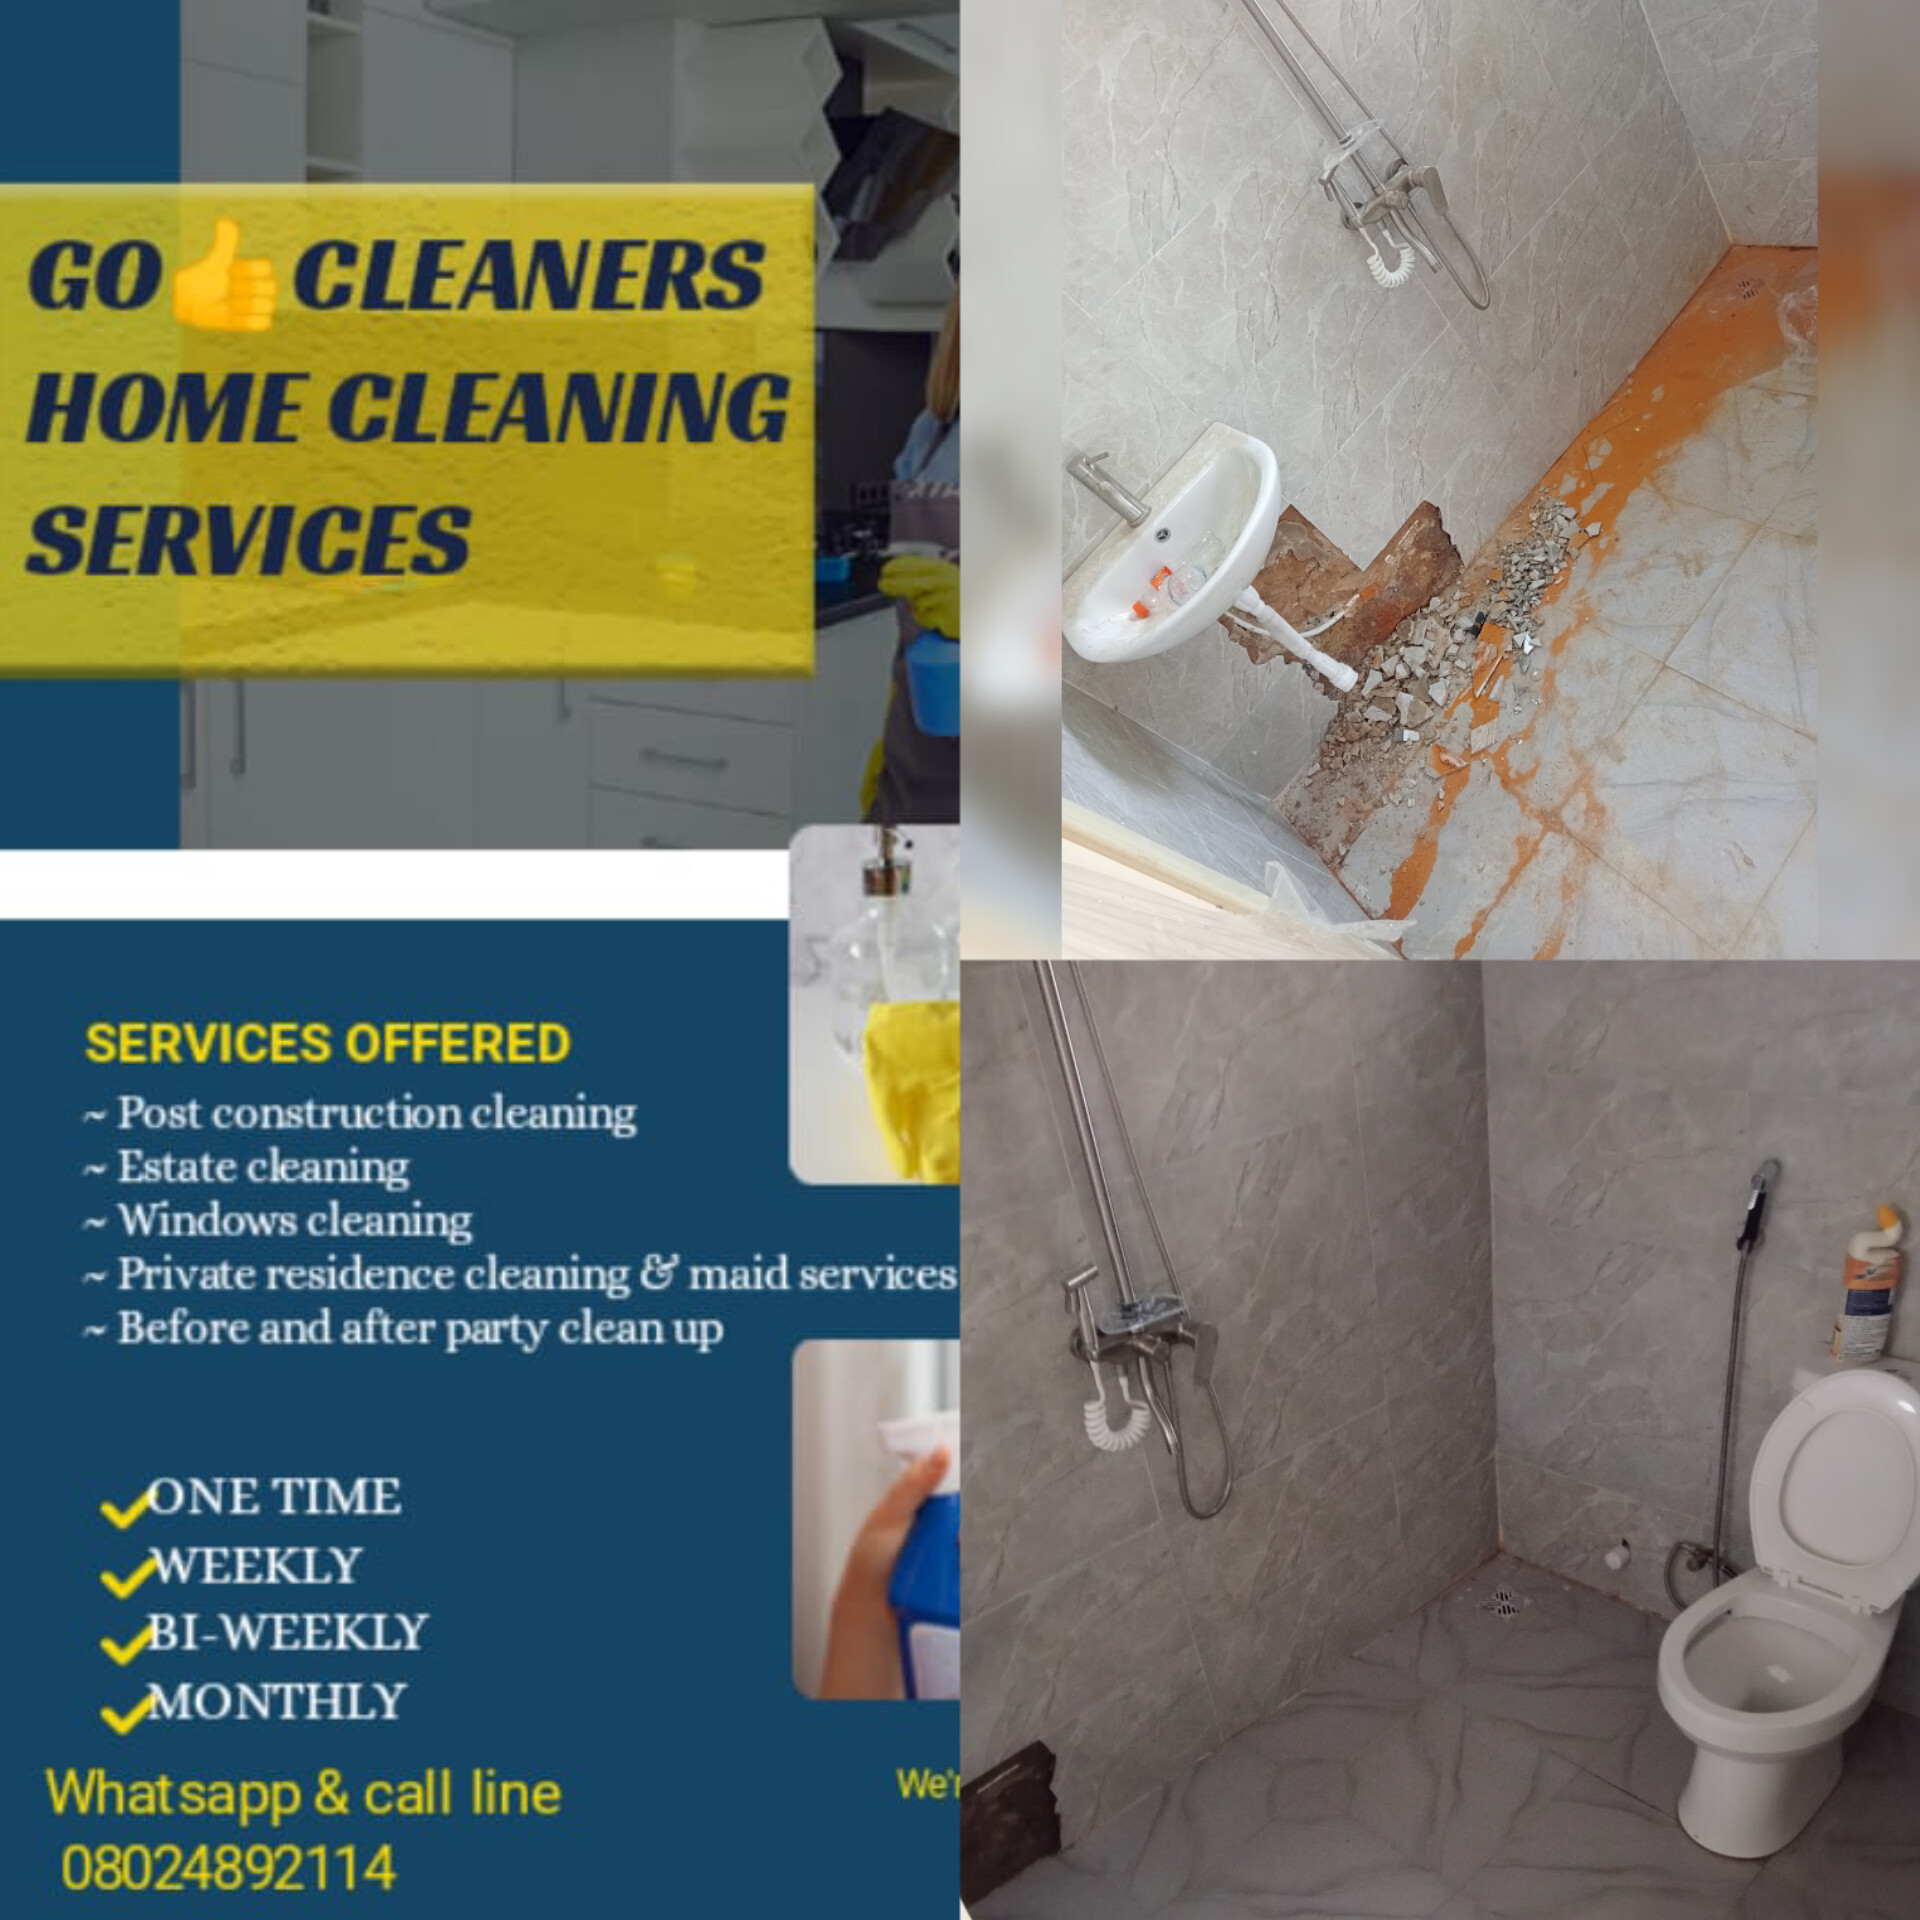 GO👍CLEANERS
HOME CLEANING
SERVICES
SERVICES OFFERED
~ Post construction cleaning
~ Estate cleaning
~ Windows cleaning
~ Private residence cleaning & maid services
~ Before and after party clean up
ONE TIME
WEEKLY
BI-WEEKLY
MONTHLY
Whatsapp & call line
08024892114